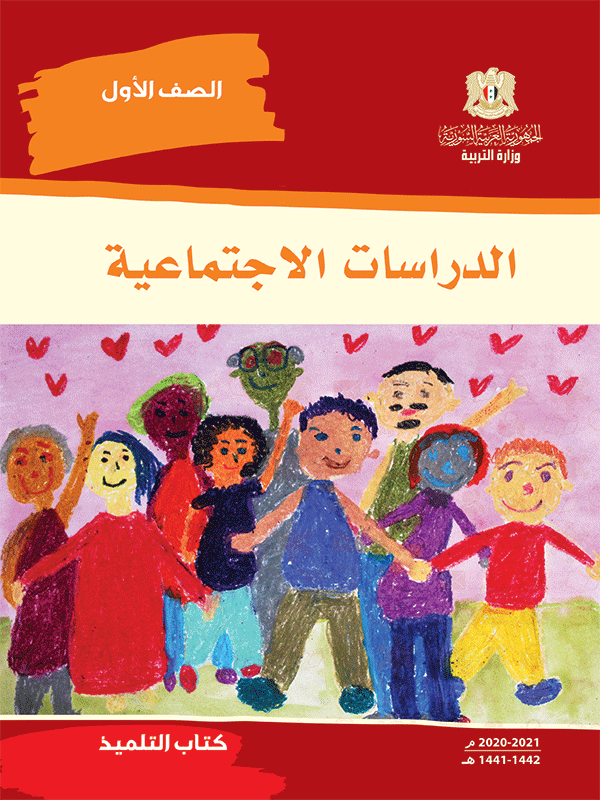 الصف الأول
الجمهورية العربية السورية
وزارة التربية
الدراسات الاجتماعية
كتاب التلميذ
2020-2021 م
1441-1442 هـ